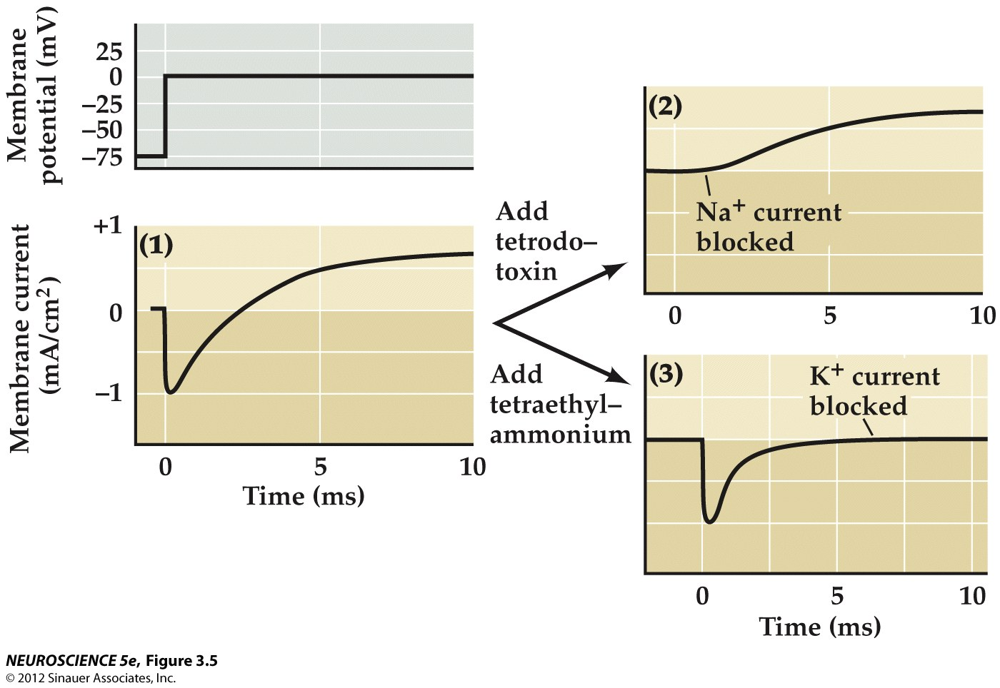 Membrane
potential (mV)
25
0
–25
–50
–75
Membrane current
(mA/cm2)
+1
0
–1
(1)
0 5 10
Time (ms)
Add
tetrodo–
toxin
Add
tetraethyl–
ammonium
(2)
Na+ current
blocked
0 5 10
(3)
K+ current
blocked
0 5 10
Time (ms)
NEUROSCIENCE 5e, Figure 3.5
© 2012 Sinauer Associates, Inc.